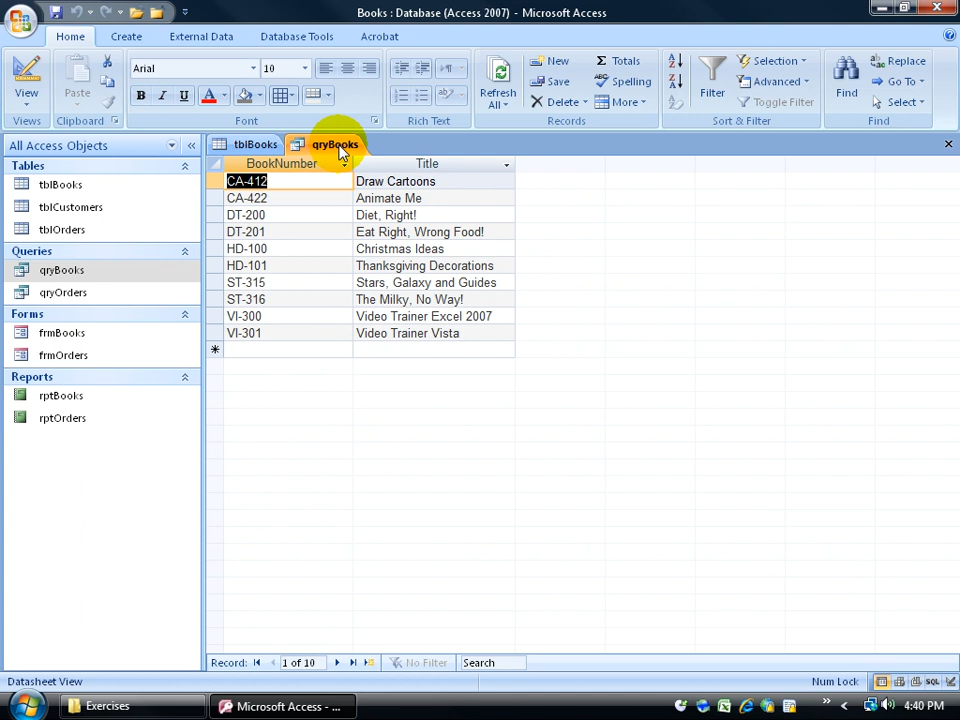 Books : Database (Access 2007) - Microsoft Access
Home Create External Data Database Tools Acrobat
View
Views
Paste
Clipboard
Arial 10
B I U A
Font
Rich Text
Refresh All
New
Save
Delete
Totals
Spelling
More
Records
Filter
Selection
Advanced
Toggle Filter
Sort & Filter
Find
Replace
Go To
Select
Find
All Access Objects
Tables
tblBooks
tblCustomers
tblOrders
Queries
qryBooks
qryOrders
Forms
frmBooks
frmOrders
Reports
rptBooks
rptOrders
tblBooks qryBooks
BookNumber Title
CA-412 Draw Cartoons
CA-422 Animate Me
DT-200 Diet, Right!
DT-201 Eat Right, Wrong Food!
HD-100 Christmas Ideas
HD-101 Thanksgiving Decorations
ST-315 Stars, Galaxy and Guides
ST-316 The Milky, No Way!
VI-300 Video Trainer Excel 2007
VI-301 Video Trainer Vista
Record: 1 of 10 No Filter Search
Datasheet View Num Lock SQL
Exercises Microsoft Access - ... 4:40 PM